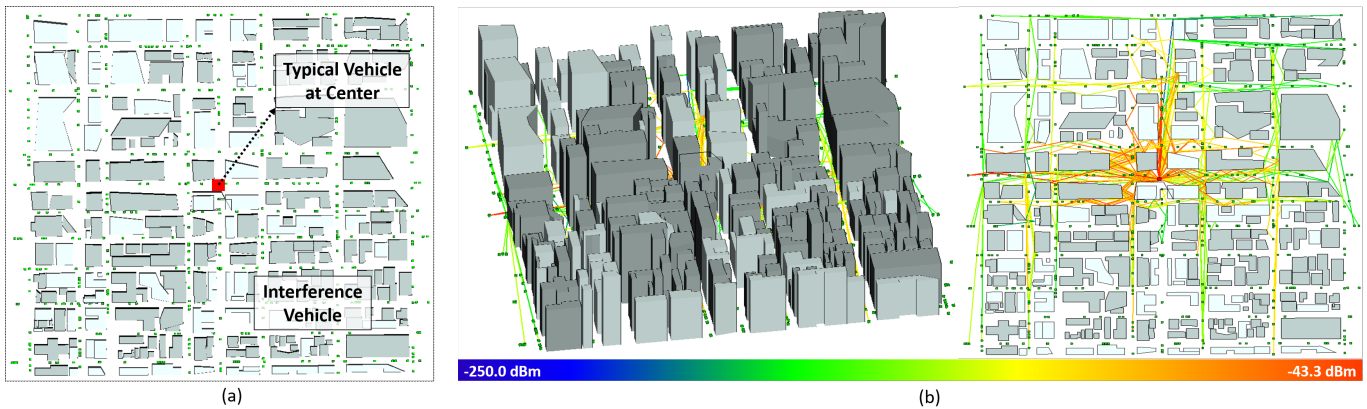 Typical Vehicle
at Center
Interference
Vehicle
(a)
-250.0 dBm
-43.3 dBm
(b)